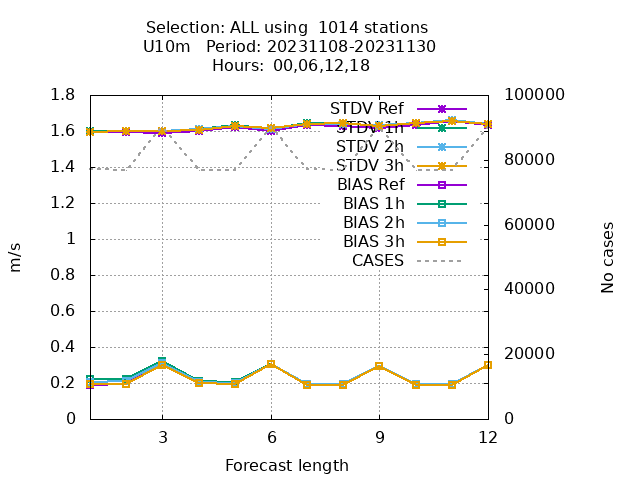 Selection: ALL using  1014 stations
U10m   Period: 20231108-20231130
Hours:  00,06,12,18
1.8
1.6
1.4
1.2
1
0.8
0.6
0.4
0.2
0
m/s
100000
80000
60000
40000
20000
0
No cases
STDV Ref
STDV 1h
STDV 2h
STDV 3h
BIAS Ref
BIAS 1h
BIAS 2h
BIAS 3h
CASES
3
6
9
12
Forecast length